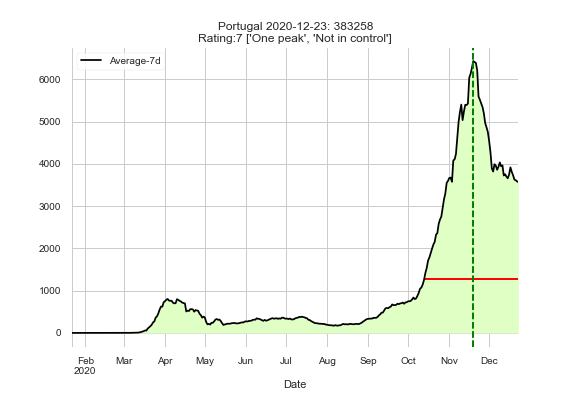 Portugal 2020-12-23: 383258
Rating:7 ['One peak', 'Not in control']
Average-7d
6000
5000
4000
3000
2000
1000
0
Feb Mar Apr May Jun Jul Aug Sep Oct Nov Dec
2020
Date